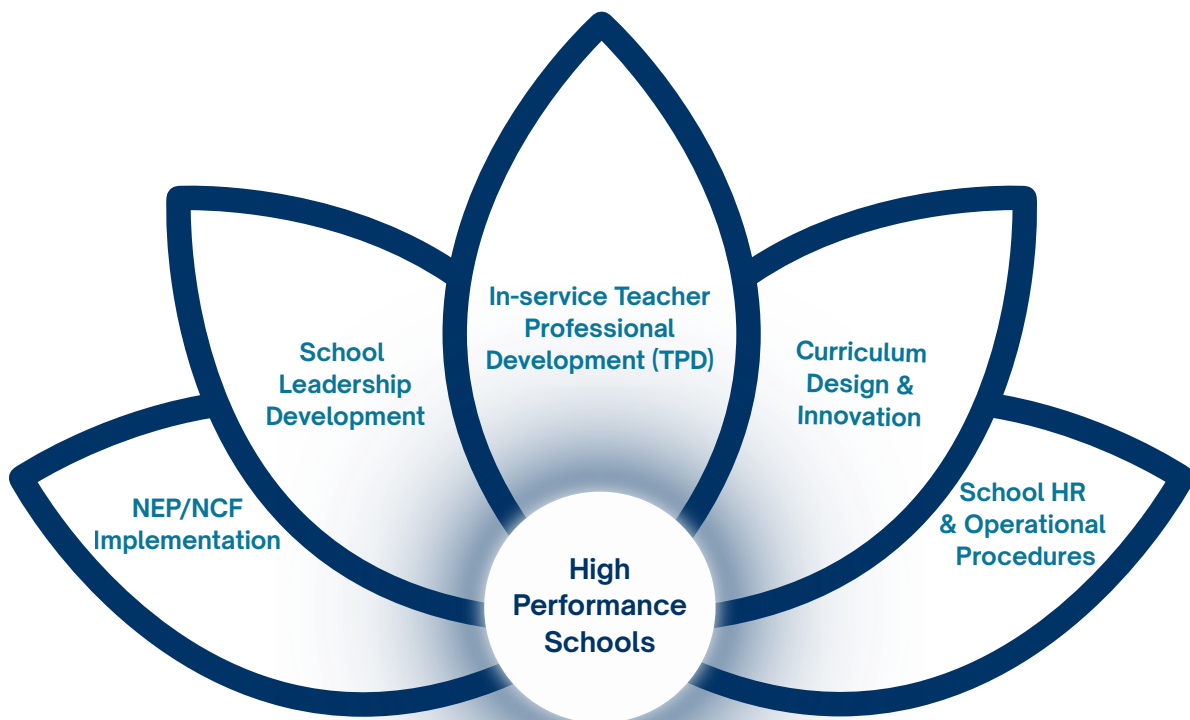 NEP/NCF
Implementation
School
Leadership
Development
In-service Teacher
Professional
Development (TPD)
Curriculum
Design &
Innovation
School HR
& Operational
Procedures
High
Performance
Schools